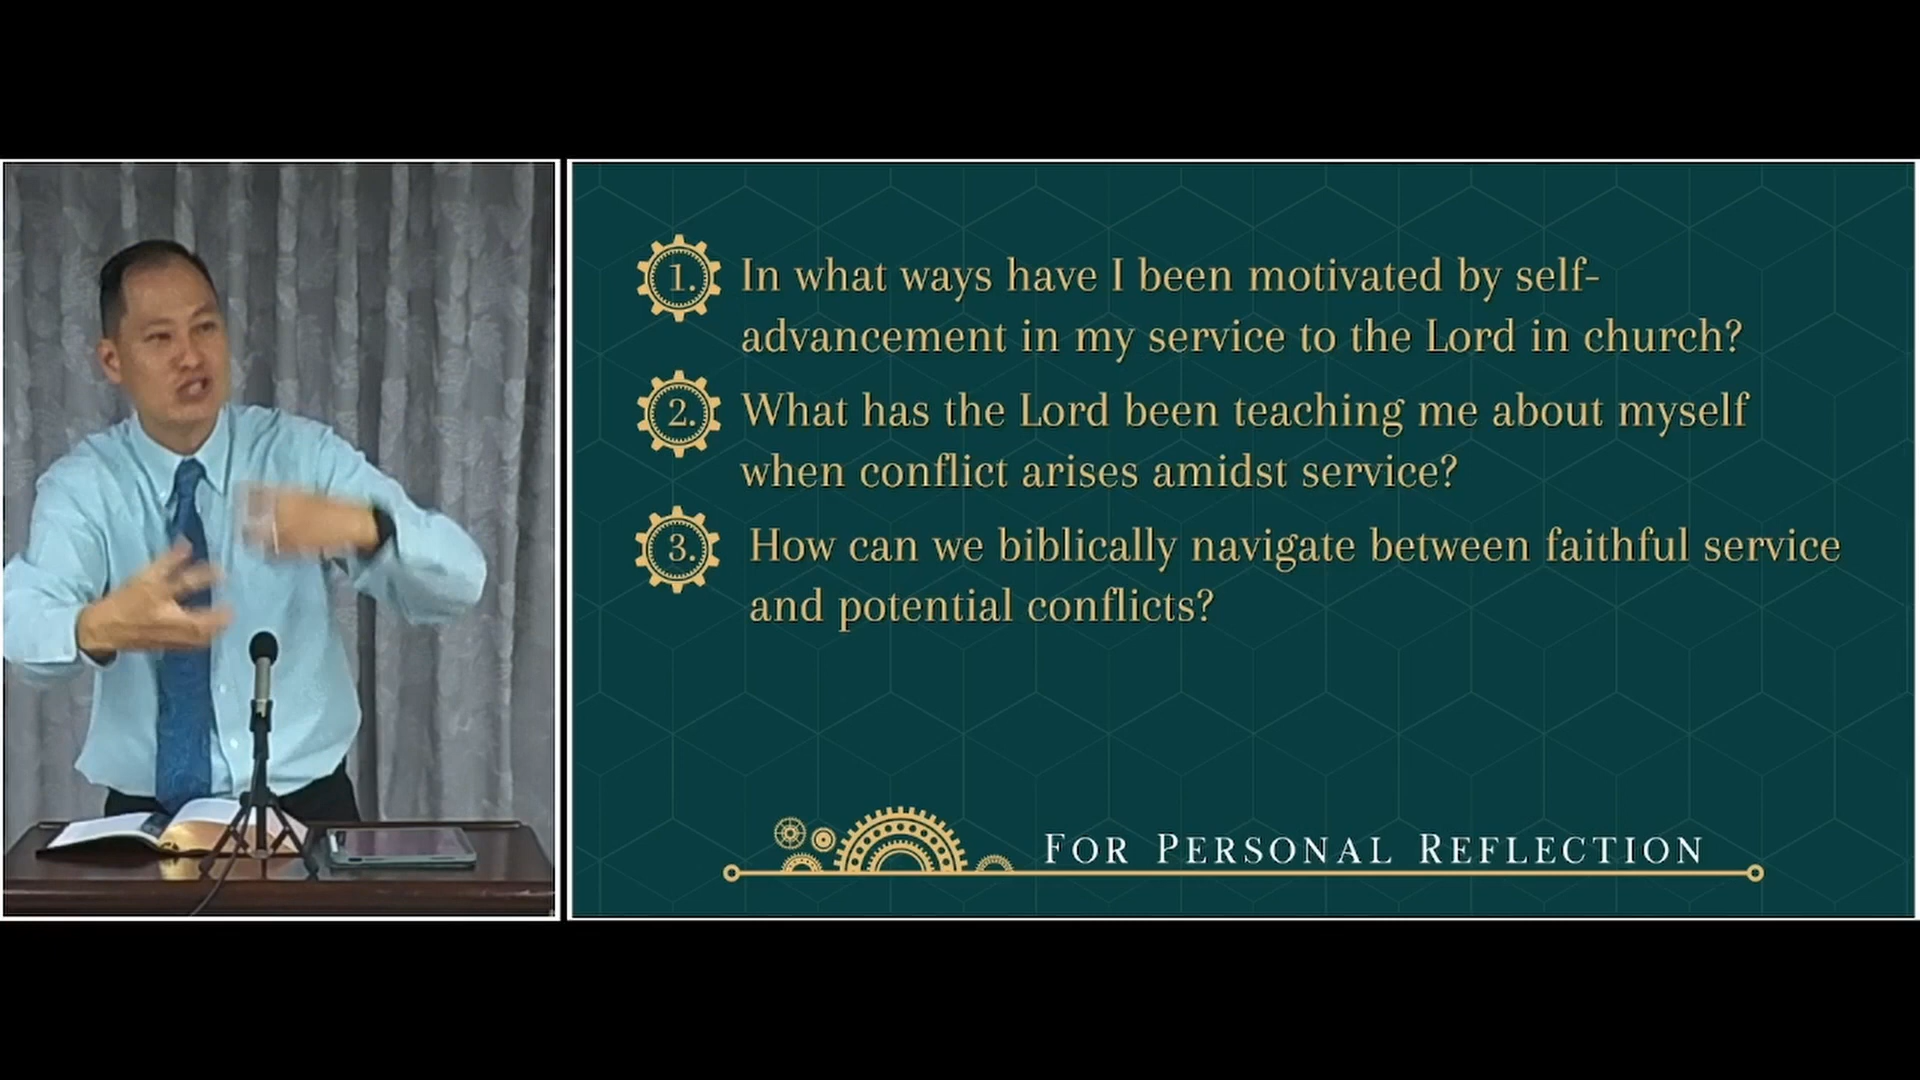 1. In what ways have I been motivated by self-
advancement in my service to the Lord in church?
2. What has the Lord been teaching me about myself
when conflict arises amidst service?
3. How can we biblically navigate between faithful service
and potential conflicts?
FOR PERSONAL REFLECTION